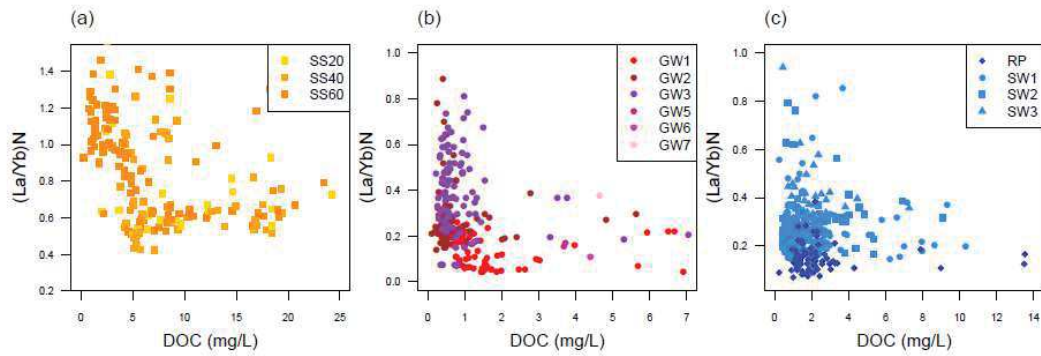 (a)
(La/Yb)N
1.4
1.2
1.0
0.8
0.6
0.4
0.2
SS20
SS40
SS60
0
5
10
15
20
25
DOC (mg/L)
(b)
(La/Yb)N
1.0
0.8
0.6
0.4
0.2
0.0
GW1
GW2
GW3
GW5
GW6
GW7
0
1
2
3
4
5
6
7
DOC (mg/L)
(c)
(La/Yb)N
1.0
0.8
0.6
0.4
0.2
RP
SW1
SW2
SW3
0
2
4
6
8
10
12
14
DOC (mg/L)